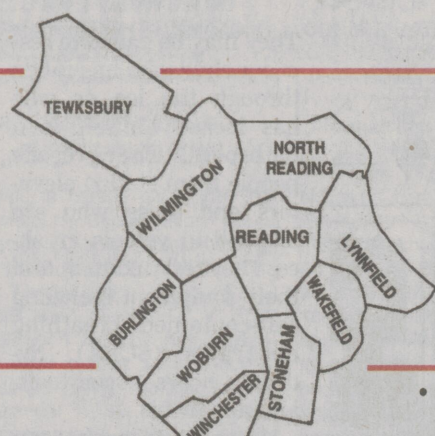 TEWKSBURY
WILMINGTON
NORTH
READING
READING
LYNNFIELD
BURLINGTON
WAKEFIELD
WOBURN
STONEHAM
WINCHESTER